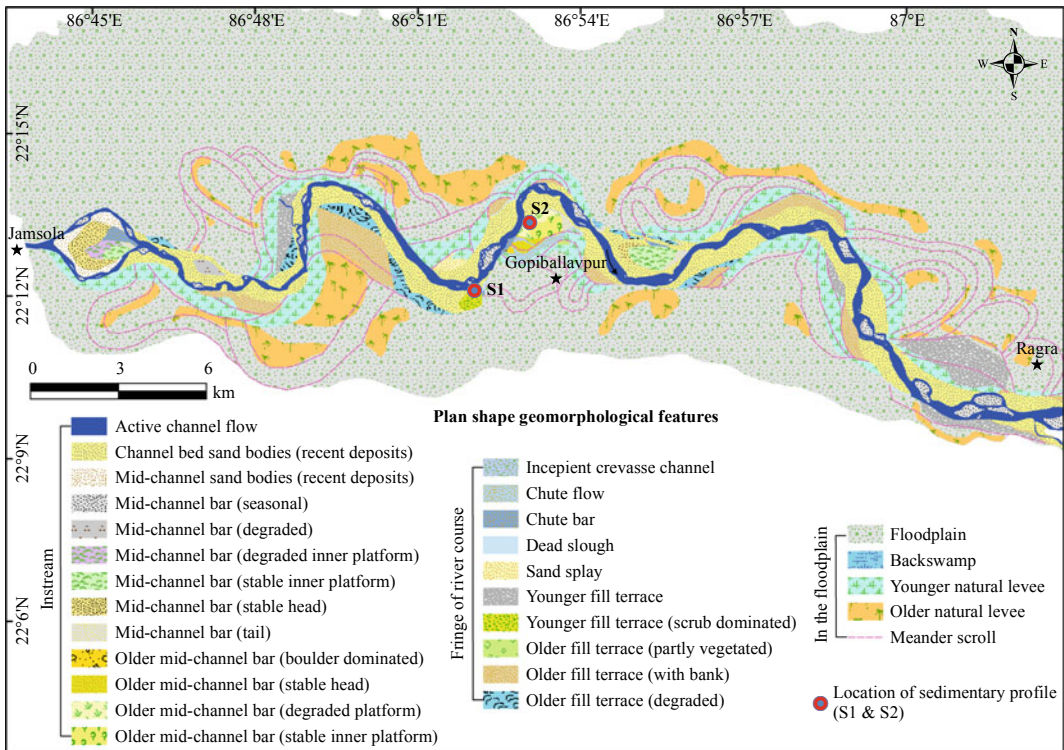 86°45'E 86°48'E 86°51'E 86°54'E 86°57'E 87°E
N
W E
S
22°15'N
22°12'N
22°9'N
22°6'N
Jamsola
S2
Gopiballavpur
S1
Ragra
0 3 6
km
Plan shape geomorphological features
Instream
Active channel flow
Channel bed sand bodies (recent deposits)
Mid-channel sand bodies (recent deposits)
Mid-channel bar (seasonal)
Mid-channel bar (degraded)
Mid-channel bar (degraded inner platform)
Mid-channel bar (stable inner platform)
Mid-channel bar (stable head)
Mid-channel bar (tail)
Older mid-channel bar (boulder dominated)
Older mid-channel bar (stable head)
Older mid-channel bar (degraded platform)
Older mid-channel bar (stable inner platform)
Fringe of river course
Incepient crevasse channel
Chute flow
Chute bar
Dead slough
Sand splay
Younger fill terrace
Younger fill terrace (scrub dominated)
Older fill terrace (partly vegetated)
Older fill terrace (with bank)
Older fill terrace (degraded)
In the floodplain
Floodplain
Backswamp
Younger natural levee
Older natural levee
Meander scroll
Location of sedimentary profile
(S1 & S2)